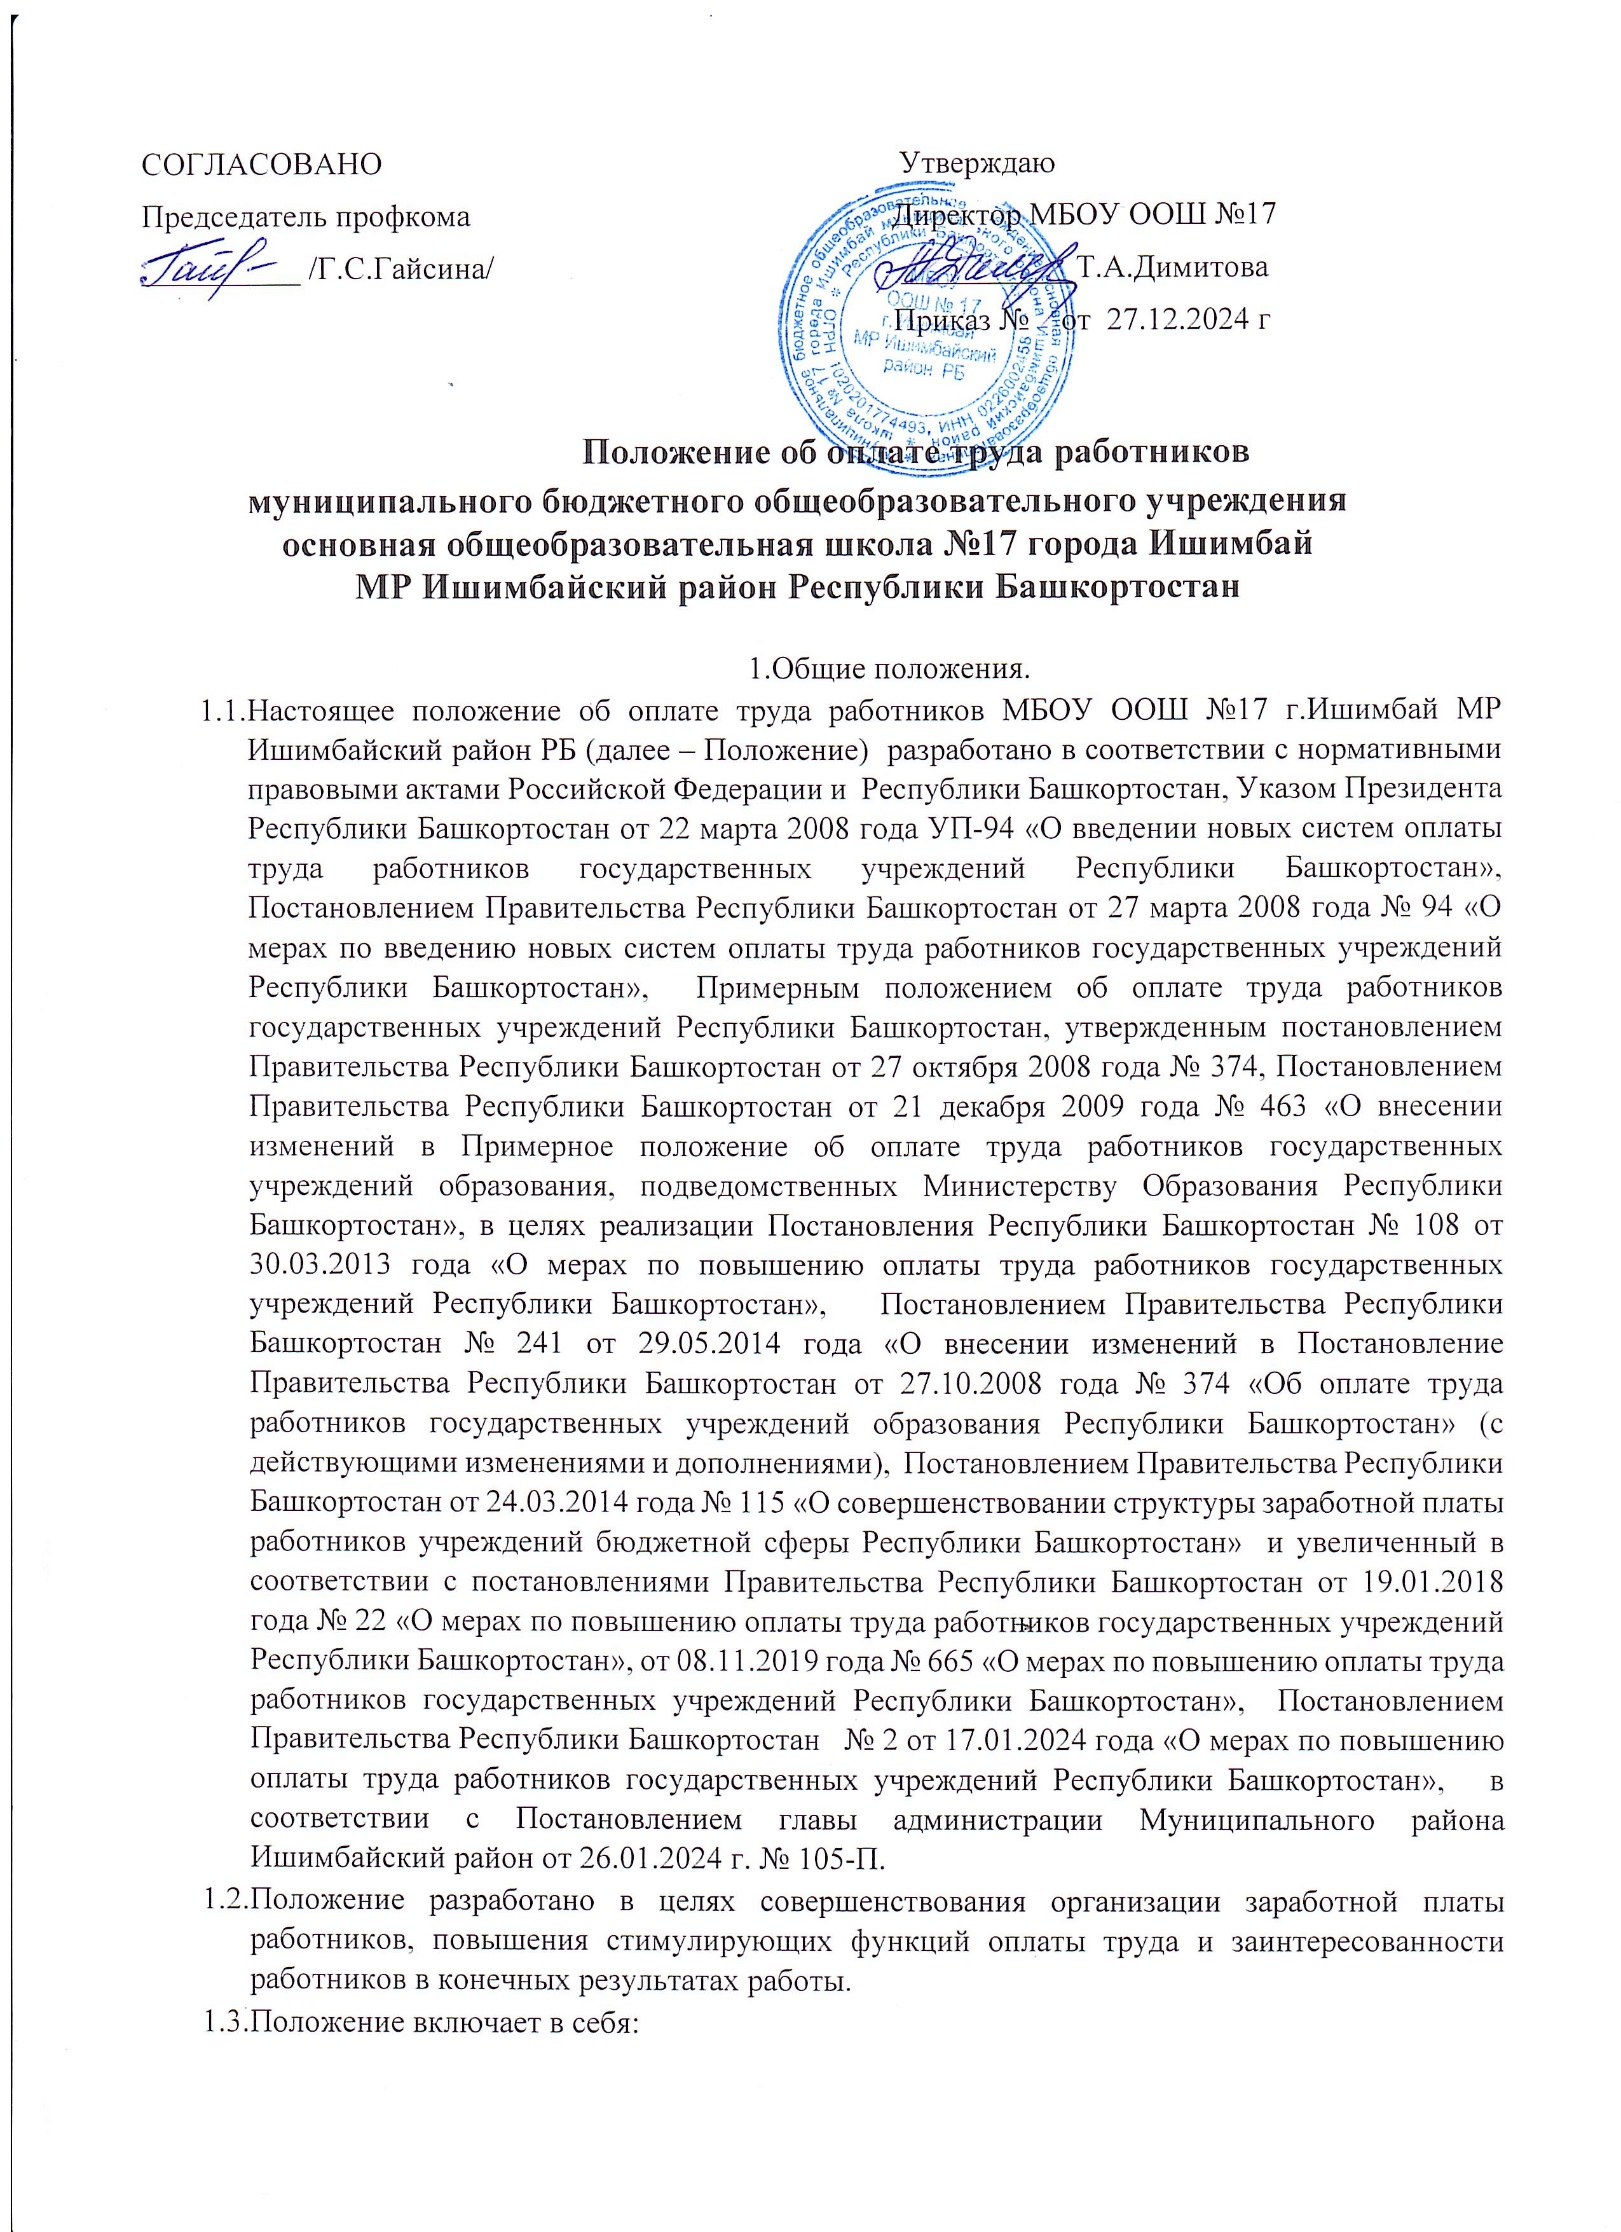 СОГЛАСОВАНО
Председатель профкома
/Г.С.Гайсина/
Утверждаю
Директор МБОУ ООШ №17
Т.А.Димитова
Приказ № от 27.12.2024 г
ООШ № 17
г. Ишимбай
МР Ишимбайский
район РБ
Положение об оплате труда работников
муниципального бюджетного общеобразовательного учреждения
основная общеобразовательная школа №17 города Ишимбай
МР Ишимбайский район Республики Башкортостан
1.Общие положения.
1.1.Настоящее положение об оплате труда работников МБОУ ООШ №17 г.Ишимбай МР
Ишимбайский район РБ (далее – Положение) разработано в соответствии с нормативными
правовыми актами Российской Федерации и Республики Башкортостан, Указом Президента
Республики Башкортостан от 22 марта 2008 года УП-94 «О введении новых систем оплаты
труда работников государственных учреждений Республики Башкортостан»,
Постановлением Правительства Республики Башкортостан от 27 марта 2008 года № 94 «О
мерах по введению новых систем оплаты труда работников государственных учреждений
Республики Башкортостан», Примерным положением об оплате труда работников
государственных учреждений Республики Башкортостан, утвержденным постановлением
Правительства Республики Башкортостан от 27 октября 2008 года № 374, Постановлением
Правительства Республики Башкортостан от 21 декабря 2009 года № 463 «О внесении
изменений в Примерное положение об оплате труда работников государственных
учреждений образования, подведомственных Министерству Образования Республики
Башкортостан», в целях реализации Постановления Республики Башкортостан № 108 от
30.03.2013 года «О мерах по повышению оплаты труда работников государственных
учреждений Республики Башкортостан», Постановлением Правительства Республики
Башкортостан № 241 от 29.05.2014 года «О внесении изменений в Постановление
Правительства Республики Башкортостан от 27.10.2008 года № 374 «Об оплате труда
работников государственных учреждений образования Республики Башкортостан» (с
действующими изменениями и дополнениями), Постановлением Правительства Республики
Башкортостан от 24.03.2014 года № 115 «О совершенствовании структуры заработной платы
работников учреждений бюджетной сферы Республики Башкортостан» и увеличенный в
соответствии с постановлениями Правительства Республики Башкортостан от 19.01.2018
года № 22 «О мерах по повышению оплаты труда работников государственных учреждений
Республики Башкортостан», от 08.11.2019 года № 665 «О мерах по повышению оплаты труда
работников государственных учреждений Республики Башкортостан», Постановлением
Правительства Республики Башкортостан № 2 от 17.01.2024 года «О мерах по повышению
оплаты труда работников государственных учреждений Республики Башкортостан», в
соответствии с Постановлением главы администрации Муниципального района
Ишимбайский район от 26.01.2024 г. № 105-П.
1.2.Положение разработано в целях совершенствования организации заработной платы
работников, повышения стимулирующих функций оплаты труда и заинтересованности
работников в конечных результатах работы.
1.3.Положение включает в себя: